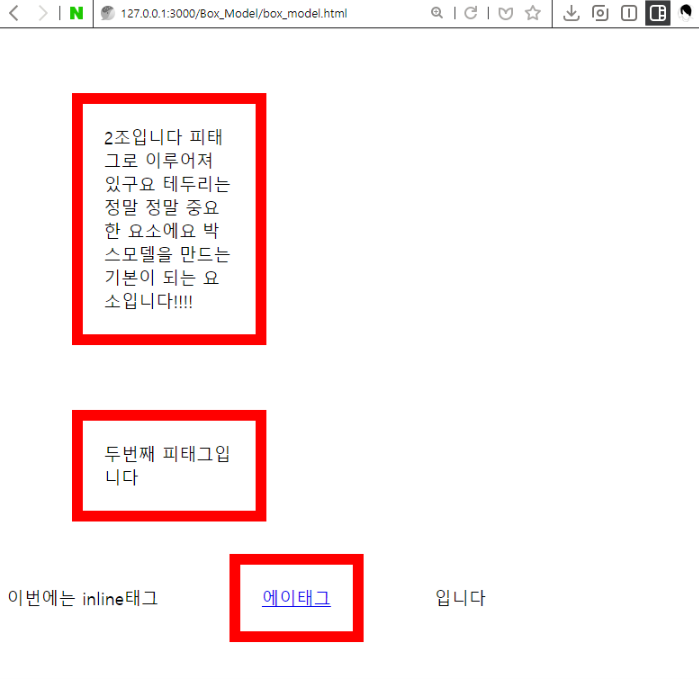 N 127.0.0.1:3000/Box_Model/box_model.html
2조입니다 피태
그로 이루어져
있구요 테두리는
정말 정말 중요
한 요소에요 박
스모델을 만드는
기본이 되는 요
소입니다!!!!
두번째 피태그입
니다
이번에는 inline태그 에이태그 입니다